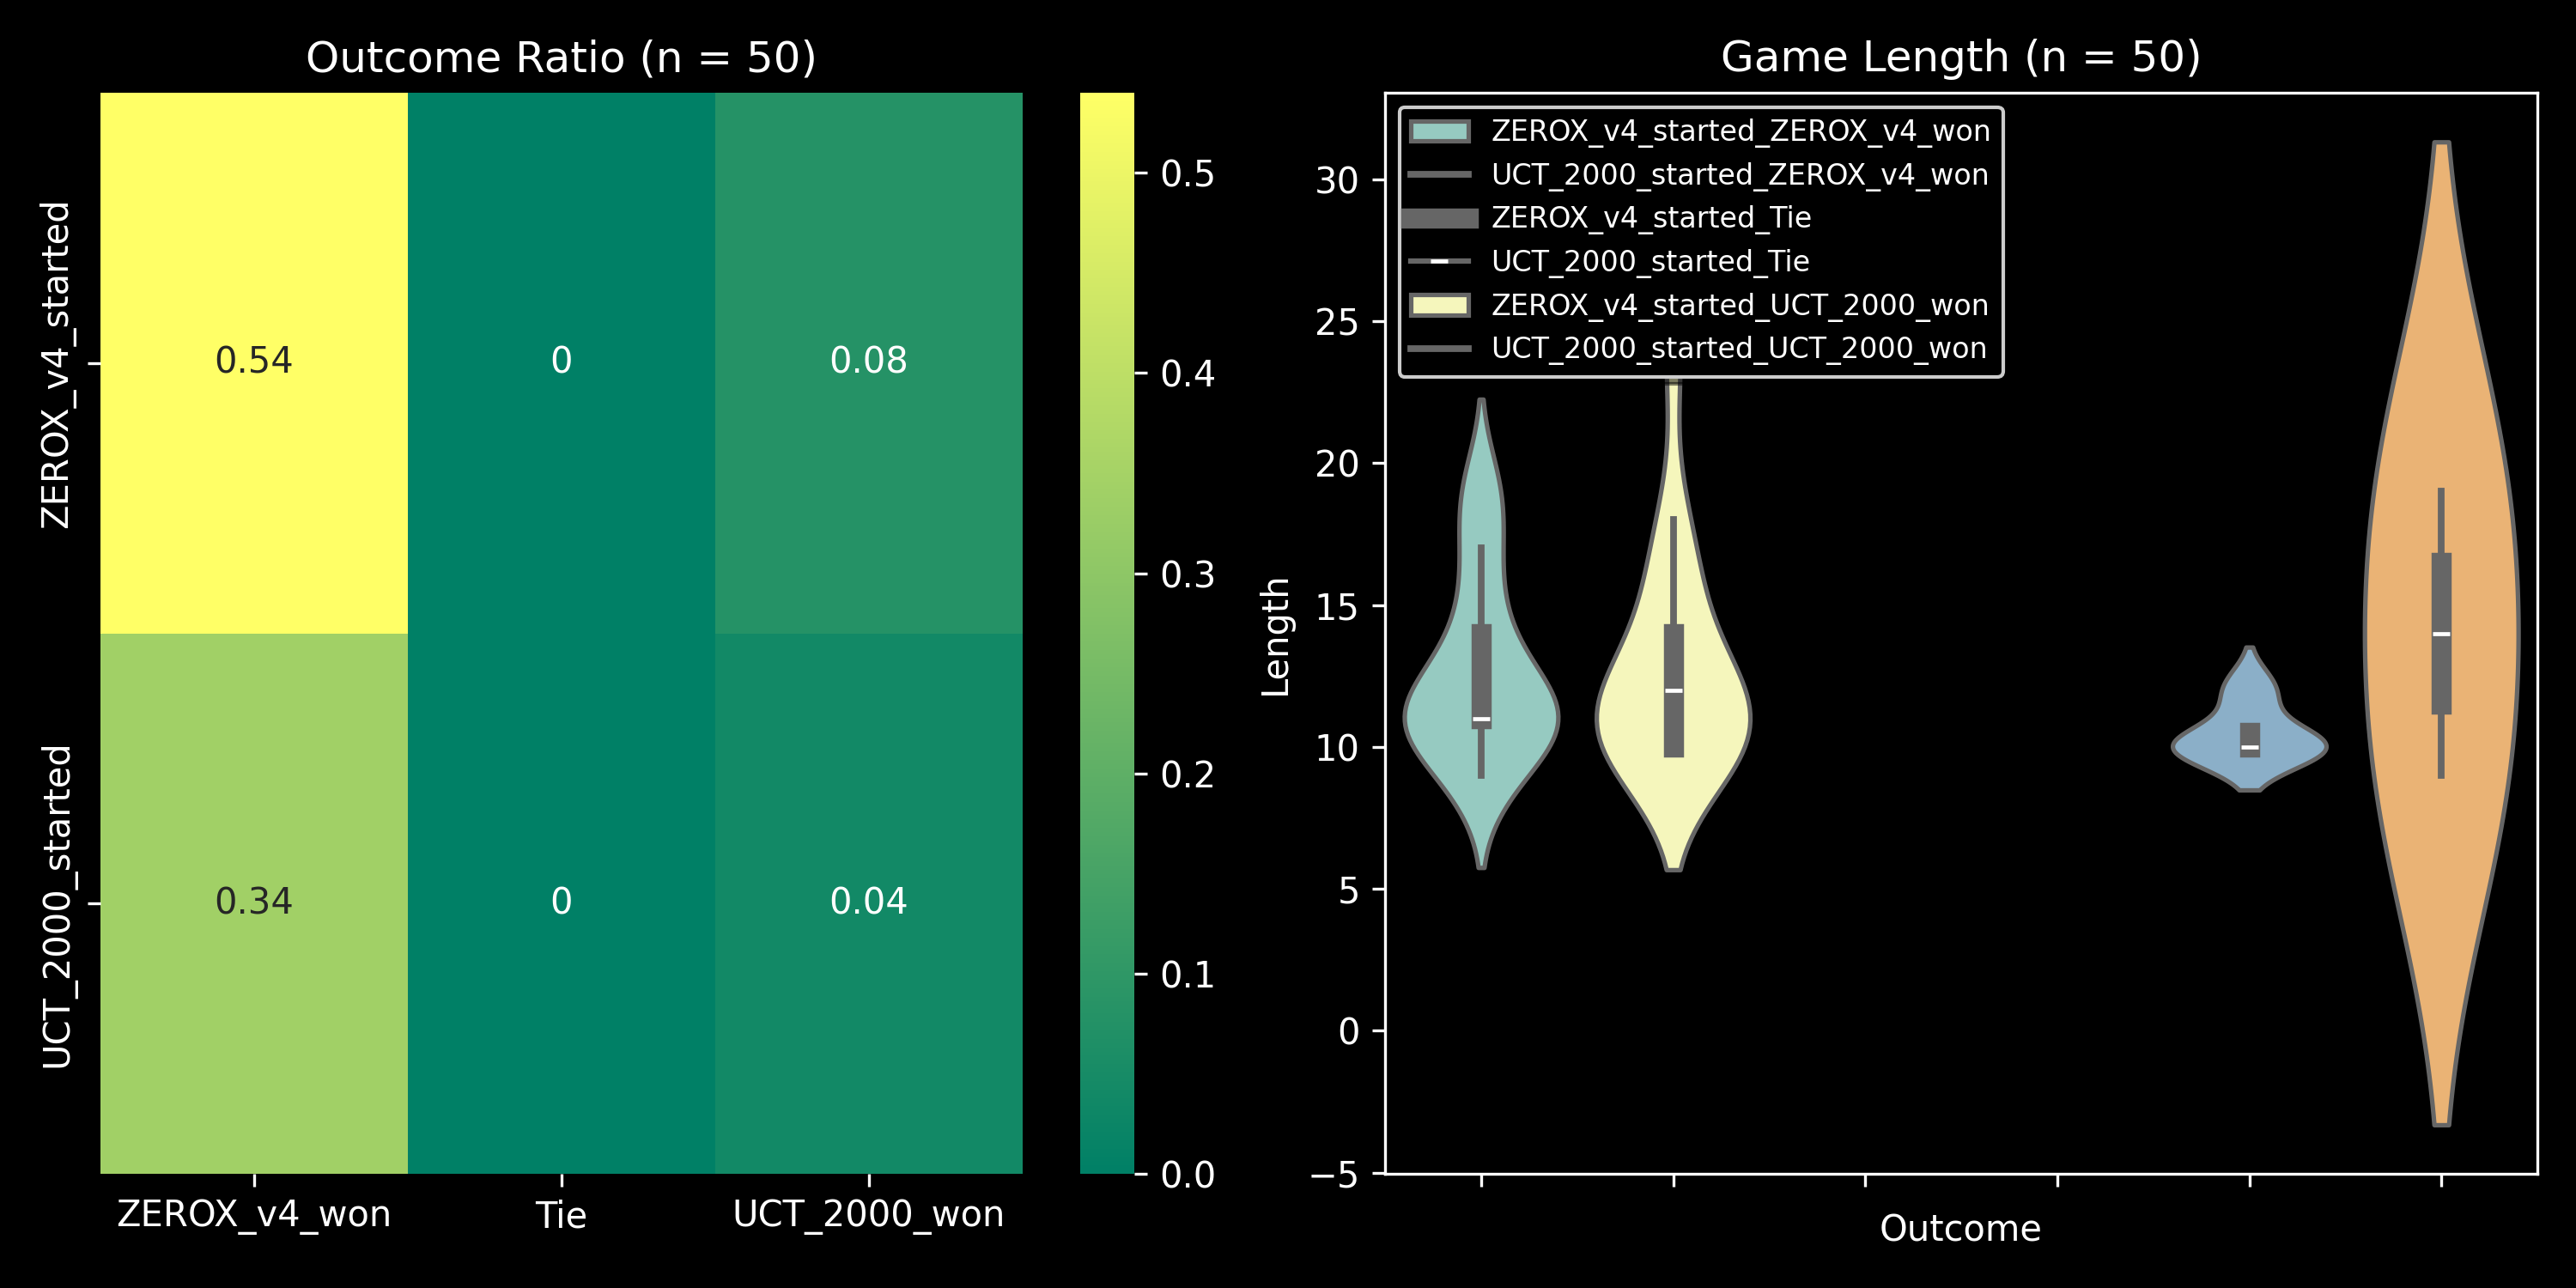 Outcome Ratio (n = 50)
ZEROX_v4_started
UCT_2000_started
0.54
0
0.08
0.34
0
0.04
ZEROX_v4_won
Tie
UCT_2000_won
0.5
0.4
0.3
0.2
0.1
0.0
Game Length (n = 50)
ZEROX_v4_started_ZEROX_v4_won
UCT_2000_started_ZEROX_v4_won
ZEROX_v4_started_Tie
UCT_2000_started_Tie
ZEROX_v4_started_UCT_2000_won
UCT_2000_started_UCT_2000_won
Length
30
25
20
15
10
5
0
−5
Outcome